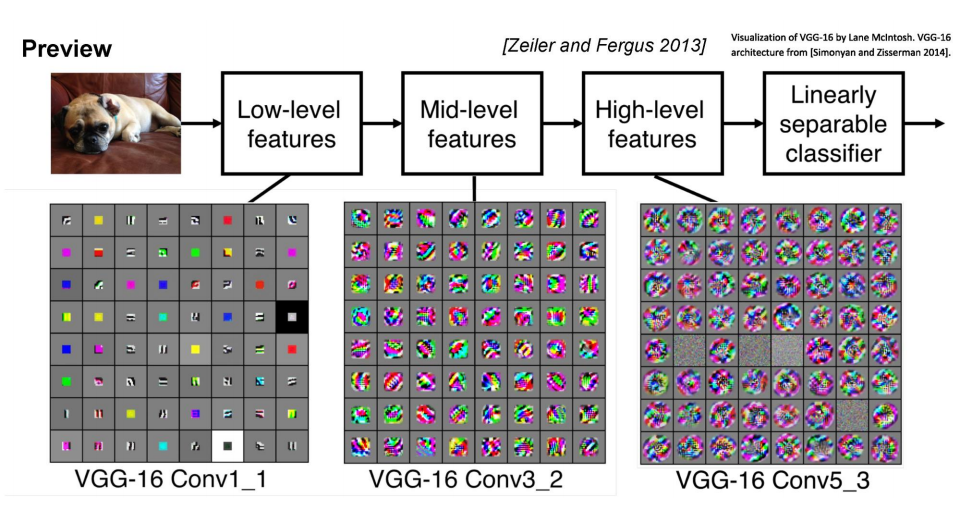 Preview
[Zeiler and Fergus 2013]
Visualization of VGG-16 by Lane McIntosh. VGG-16
architecture from [Simonyan and Zisserman 2014].
Low-level
features
Mid-level
features
High-level
features
Linearly
separable
classifier
VGG-16 Conv1_1
VGG-16 Conv3_2
VGG-16 Conv5_3